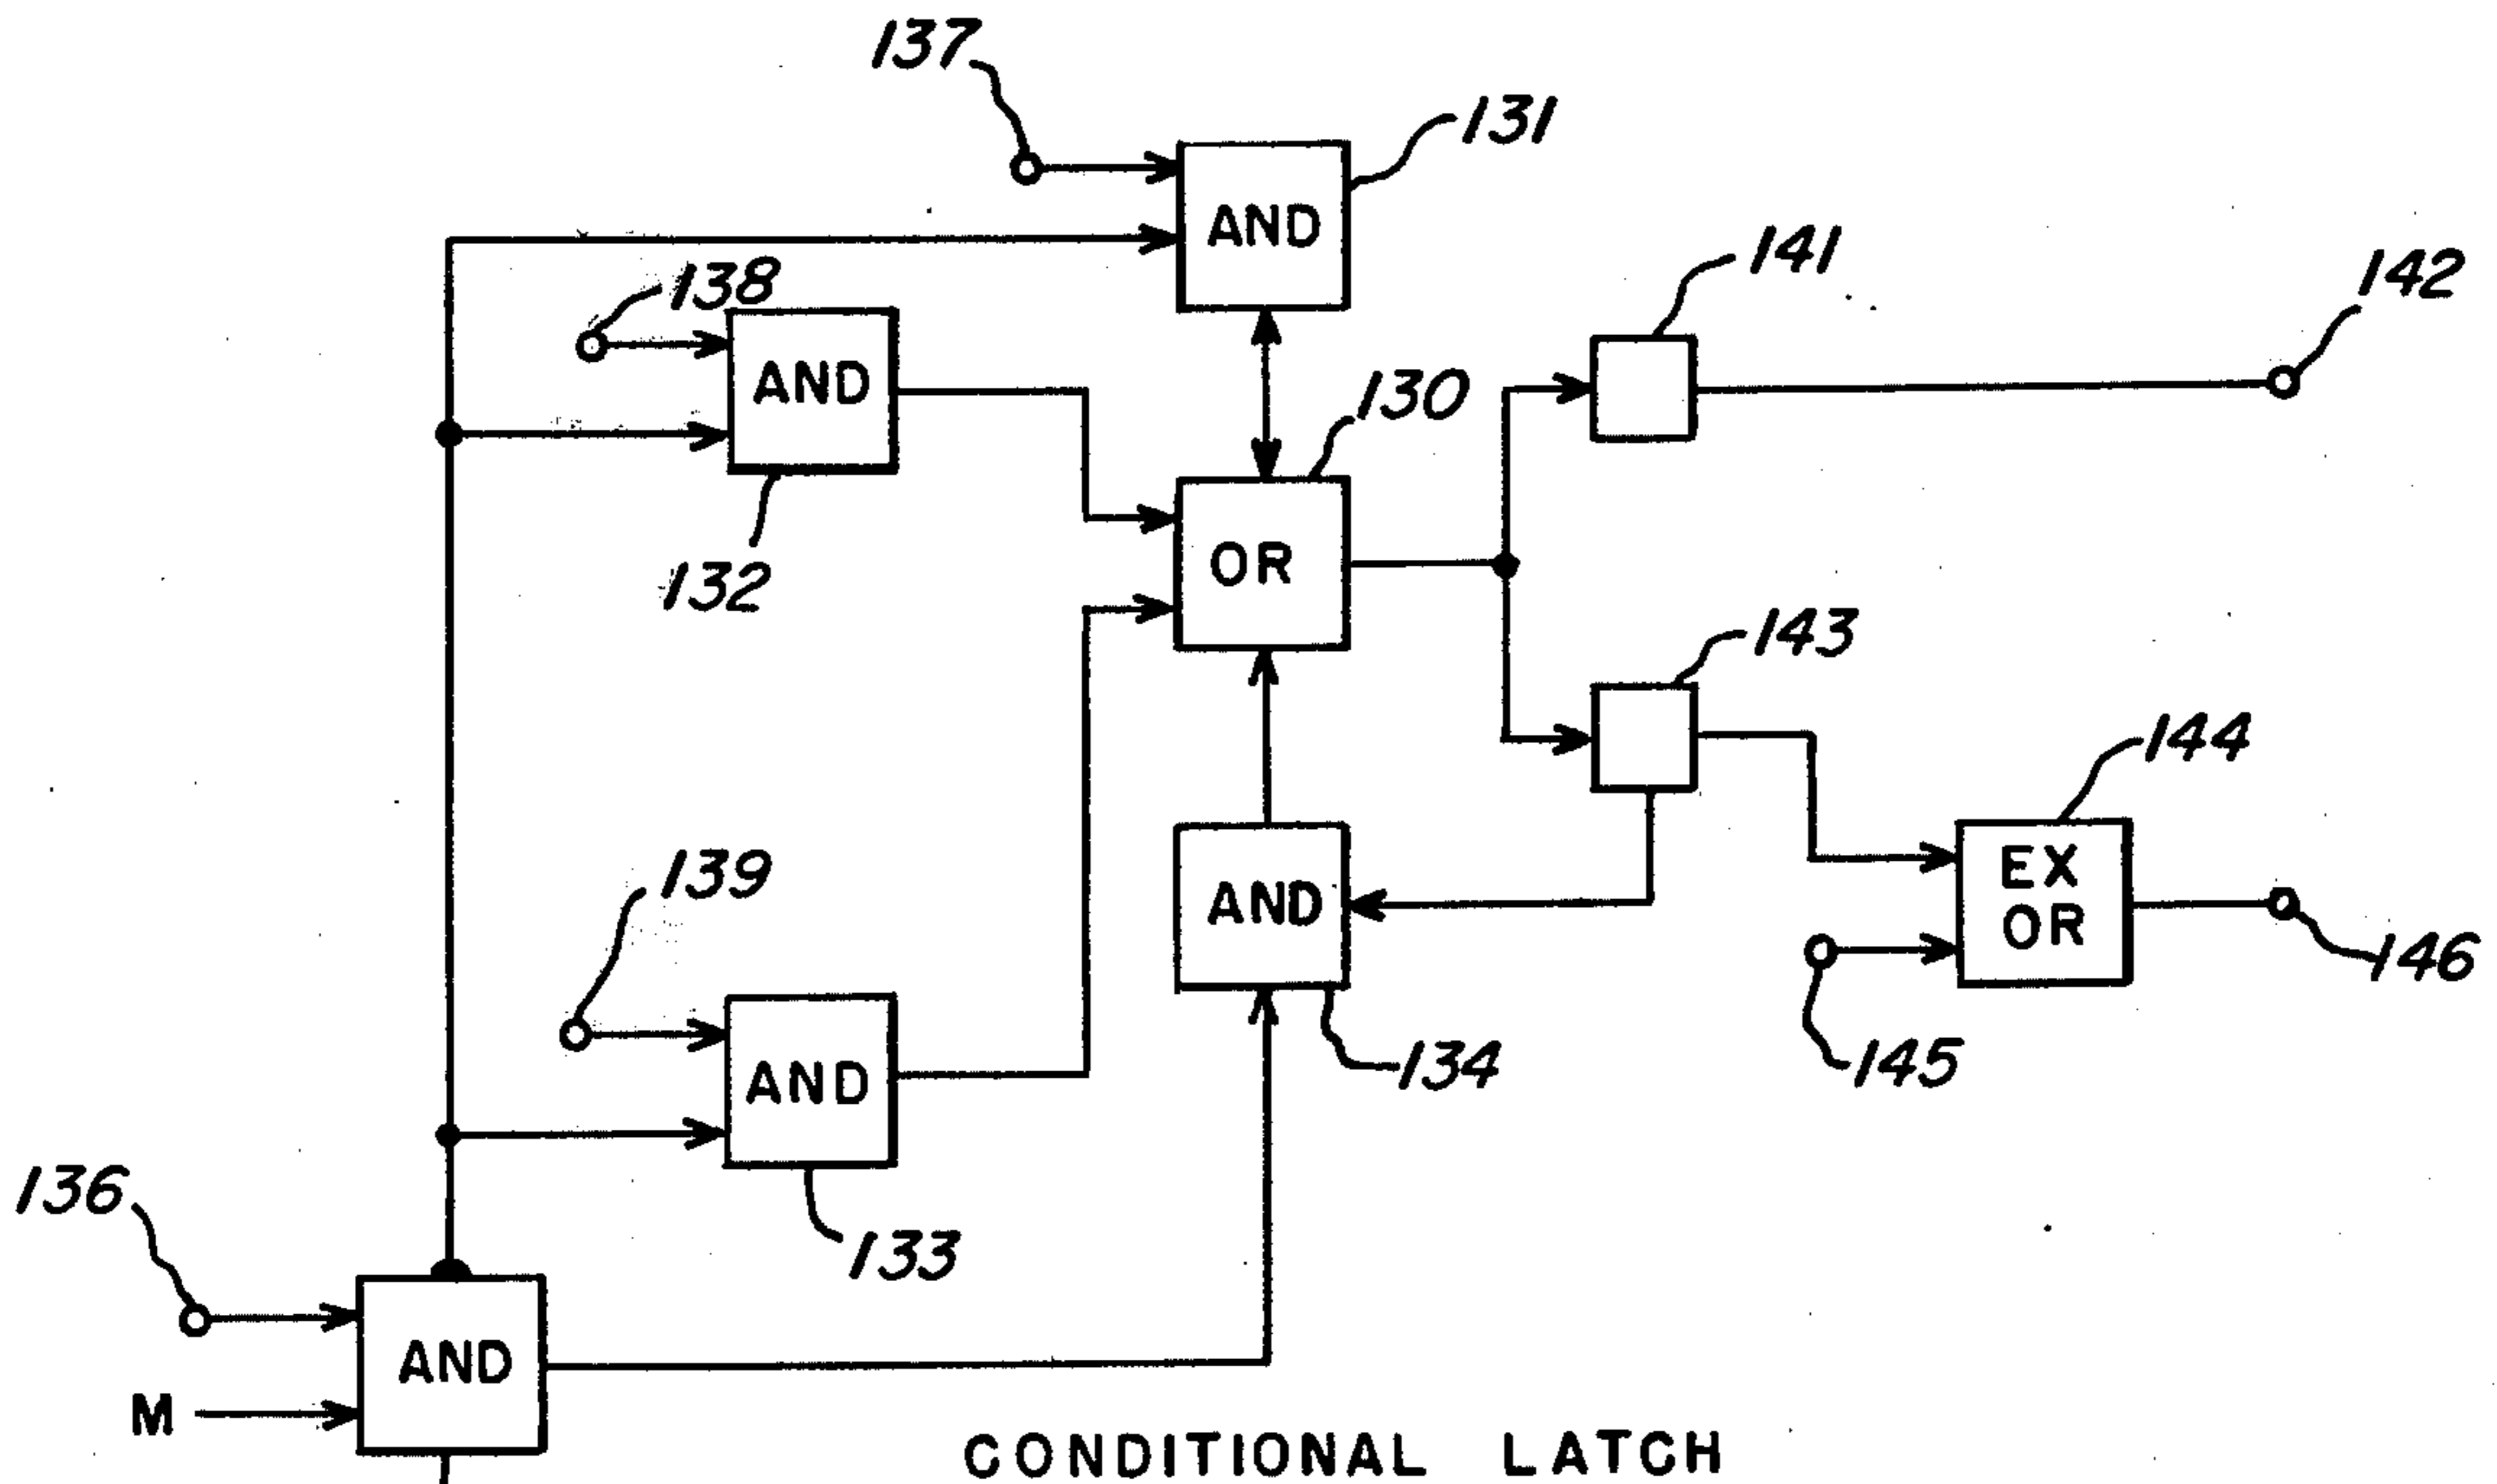 137
131
AND
138
141
142
AND
130
132
OR
143
144
139
EX
OR
AND
146
AND
134
145
136
133
AND
M
CONDITIONAL LATCH